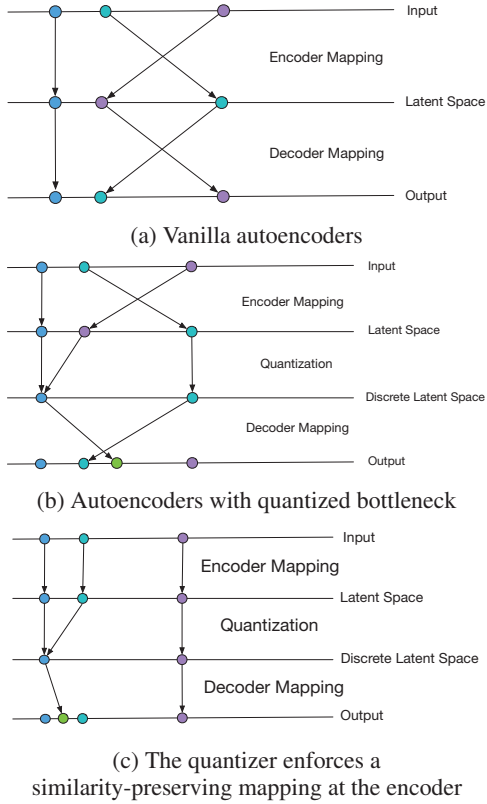 Input
Encoder Mapping
Latent Space
Decoder Mapping
Output
(a) Vanilla autoencoders
Input
Encoder Mapping
Latent Space
Quantization
Discrete Latent Space
Decoder Mapping
Output
(b) Autoencoders with quantized bottleneck
Input
Encoder Mapping
Latent Space
Quantization
Discrete Latent Space
Decoder Mapping
Output
(c) The quantizer enforces a
similarity-preserving mapping at the encoder